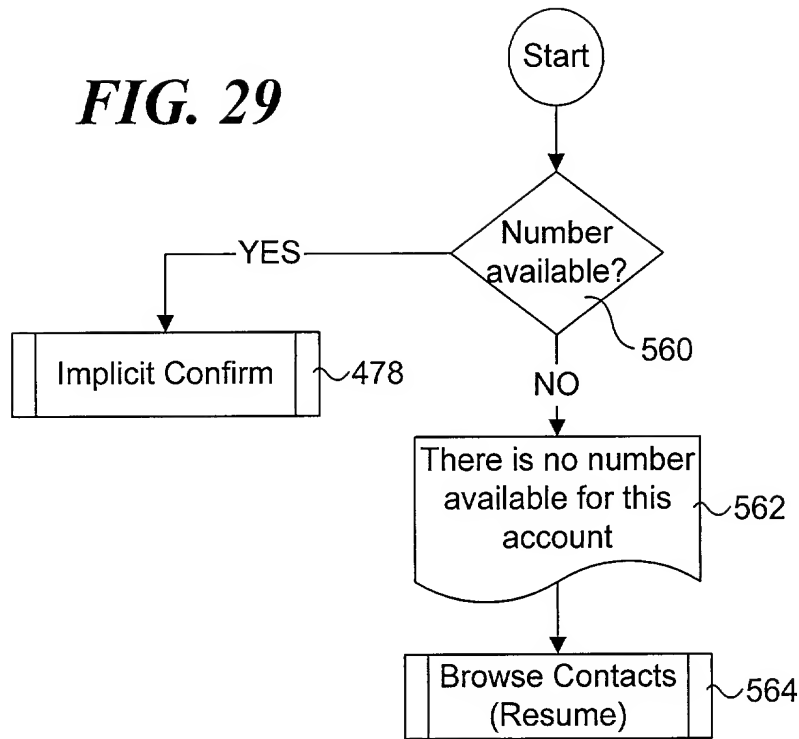 Start
FIG. 29
Number
available?
YES
560
Implicit Confirm
478
NO
There is no number
available for this
account
562
Browse Contacts
(Resume)
564